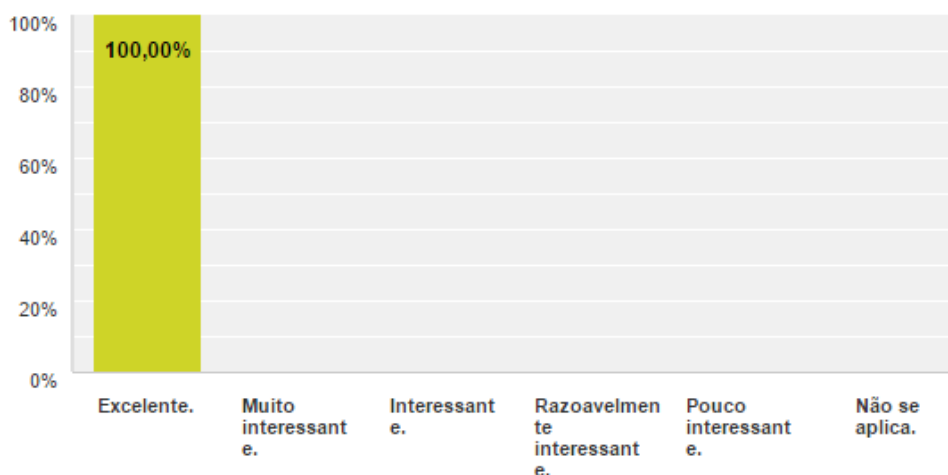 100%
100,00%
80%
60%
40%
20%
0%
Excelente.
Muito
interessant
e.
Interessant
e.
Razoavelmen
te
interessant
e.
Pouco
interessant
e.
Não se
aplica.